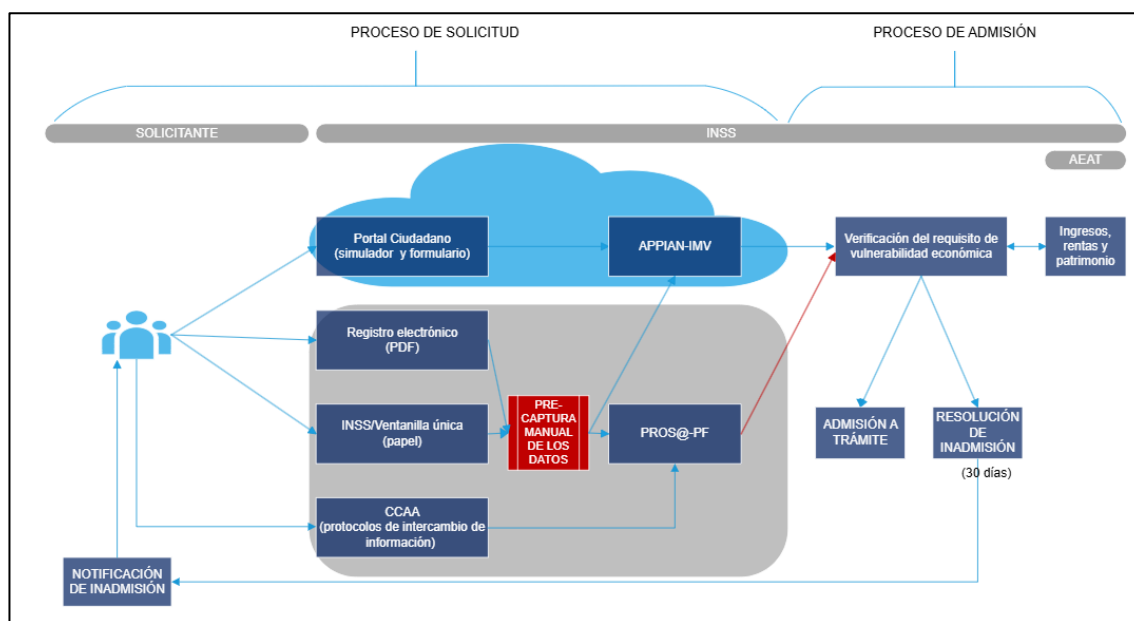 PROCESO DE SOLICITUD
PROCESO DE ADMISIÓN
SOLICITANTE
INSS
AEAT
Portal Ciudadano
(simulador y formulario)
APPIAN-IMV
Verificación del requisito de
vulnerabilidad económica
Ingresos,
rentas y
patrimonio
Registro electrónico
(PDF)
INSS/Ventanilla única
(papel)
PRE-
CAPTURA
MANUAL
DE LOS
DATOS
PROS@-PF
ADMISIÓN A
TRÁMITE
RESOLUCIÓN
DE
INADMISIÓN
(30 días)
CCAA
(protocolos de intercambio de
información)
NOTIFICACIÓN
DE INADMISIÓN